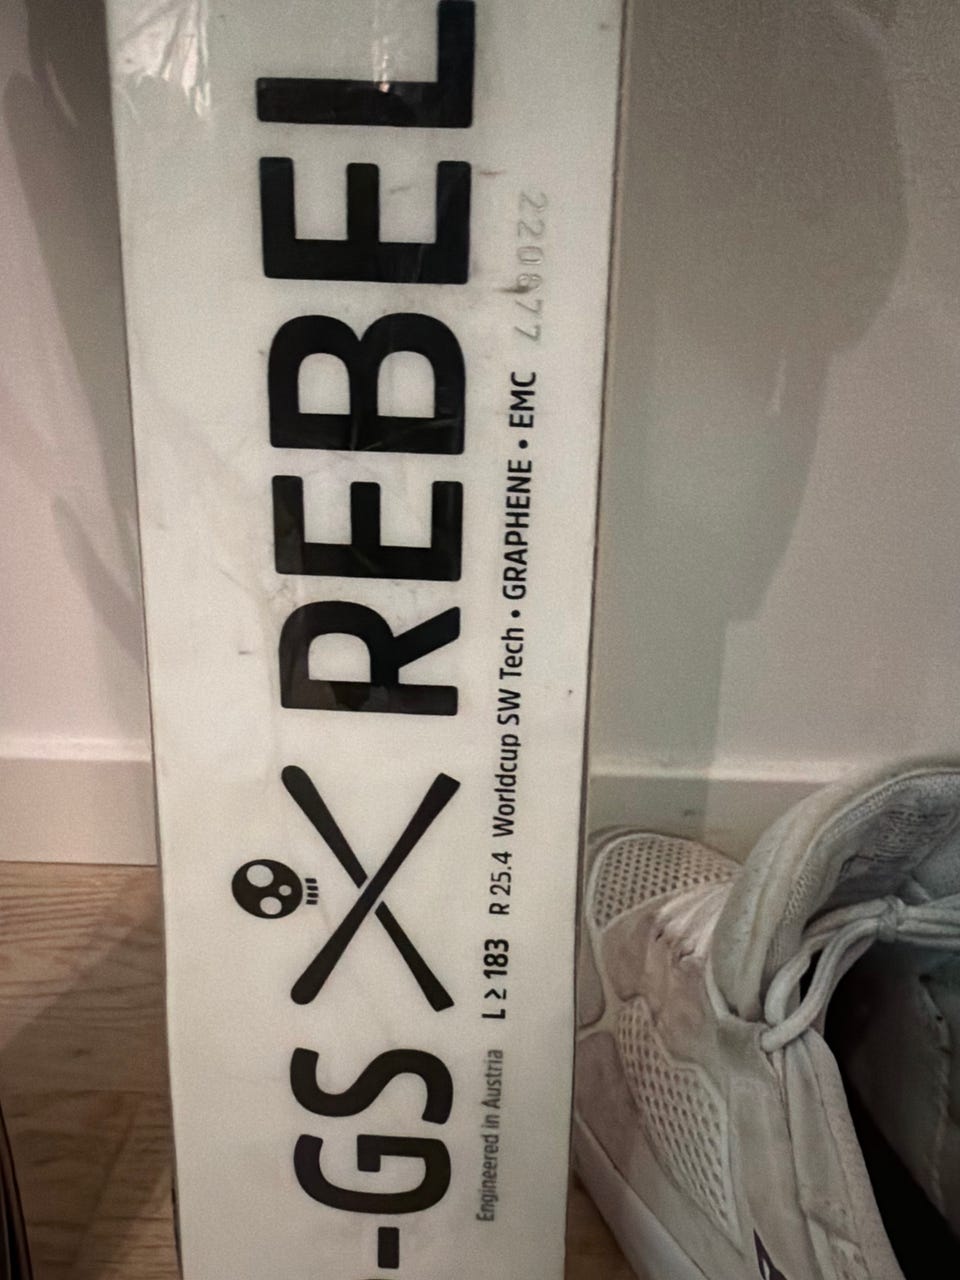 -GS REBEL
Engineered in Austria L ≥ 183 R 25.4 Worldcup SW Tech • GRAPHENE • EMC